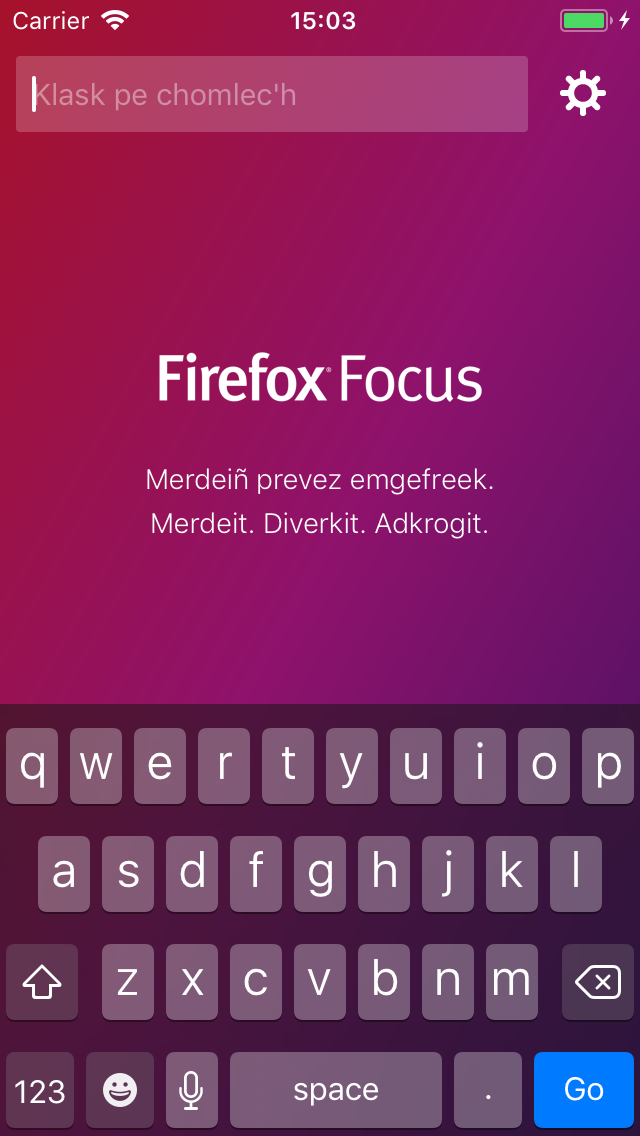 Carrier 15:03
Klask pe chomlec'h
Firefox® Focus
Merdeiñ prevez emgefreek.
Merdeit. Diverkit. Adkrogit.
q w e r t y u i o p
a s d f g h j k l
z x c v b n m
123 space . Go